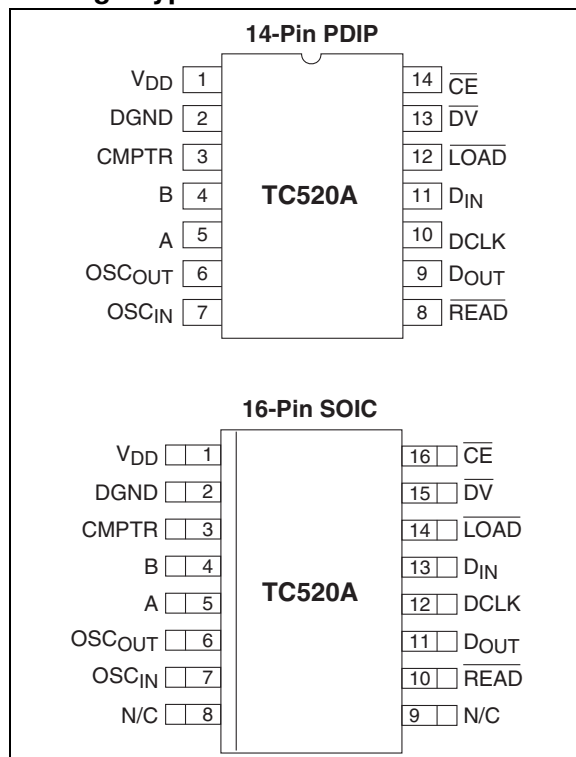 14-Pin PDIP
VDD 1
DGND 2
CMPTR 3
B 4
A 5
OSCOUT 6
OSCIN 7
TC520A
14 CE
13 DV
12 LOAD
11 DIN
10 DCLK
9 DOUT
8 READ
16-Pin SOIC
VDD 1
DGND 2
CMPTR 3
B 4
A 5
OSCOUT 6
OSCIN 7
N/C 8
TC520A
16 CE
15 DV
14 LOAD
13 DIN
12 DCLK
11 DOUT
10 READ
9 N/C